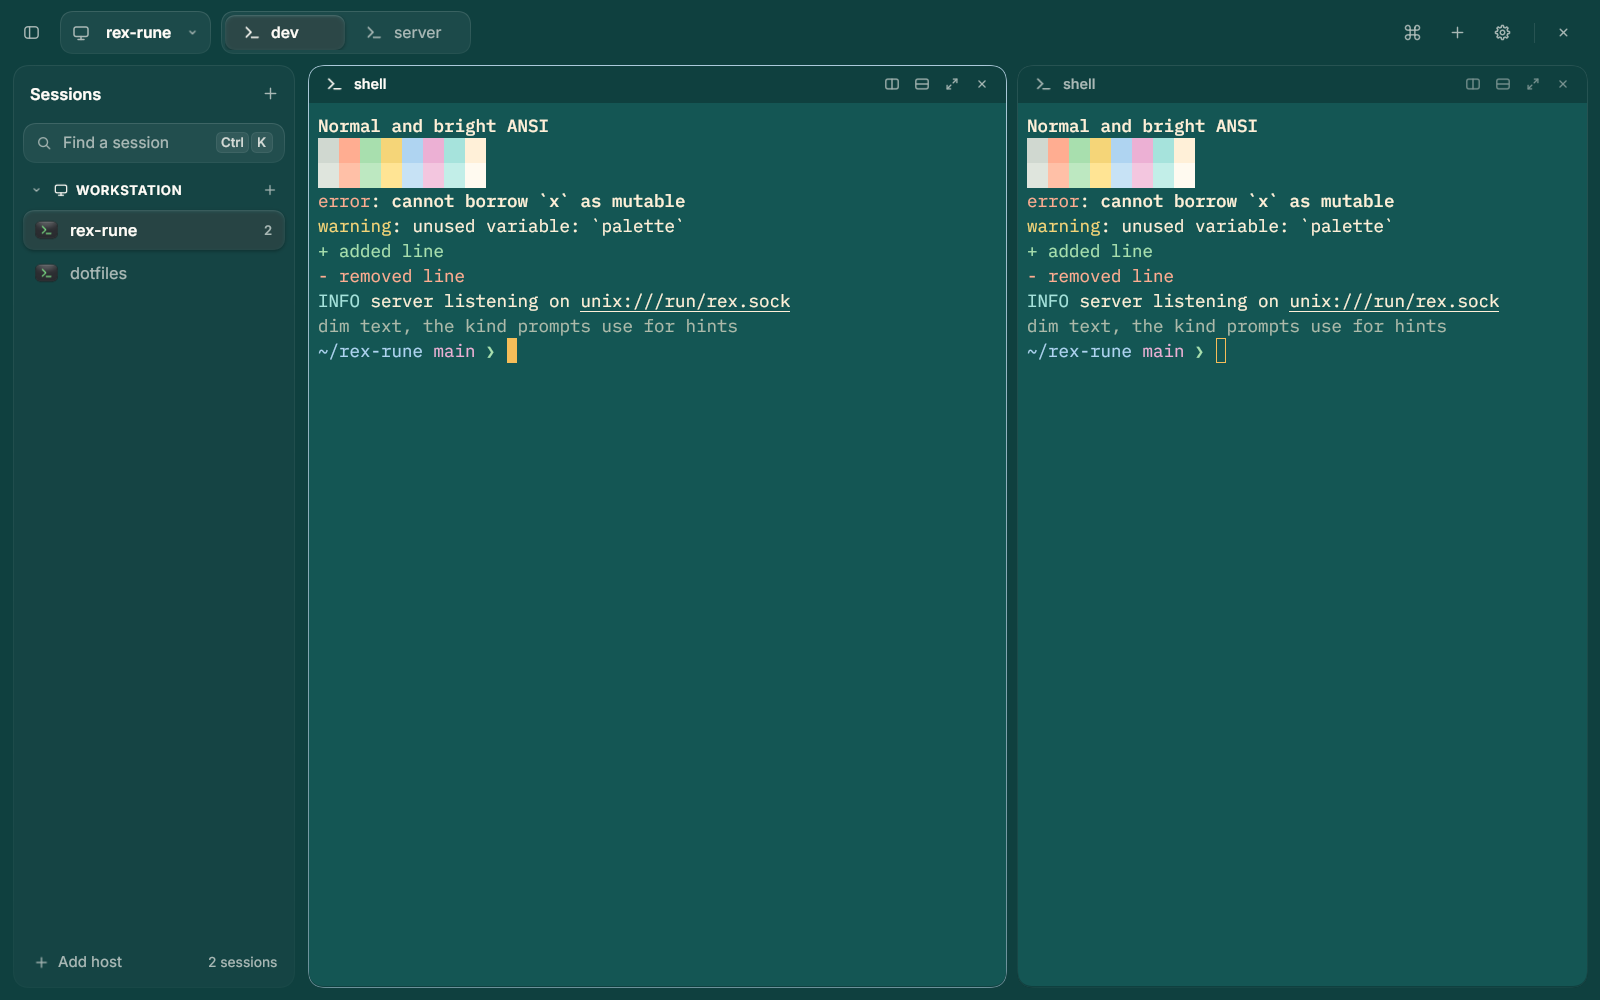 rex-rune
dev
server
Sessions
Find a session
Ctrl K
WORKSTATION
rex-rune 2
dotfiles
Add host
2 sessions
shell
Normal and bright ANSI
error: cannot borrow `x` as mutable
warning: unused variable: `palette`
+ added line
- removed line
INFO server listening on unix:///run/rex.sock
dim text, the kind prompts use for hints
~/rex-rune main ❯
shell
Normal and bright ANSI
error: cannot borrow `x` as mutable
warning: unused variable: `palette`
+ added line
- removed line
INFO server listening on unix:///run/rex.sock
dim text, the kind prompts use for hints
~/rex-rune main ❯